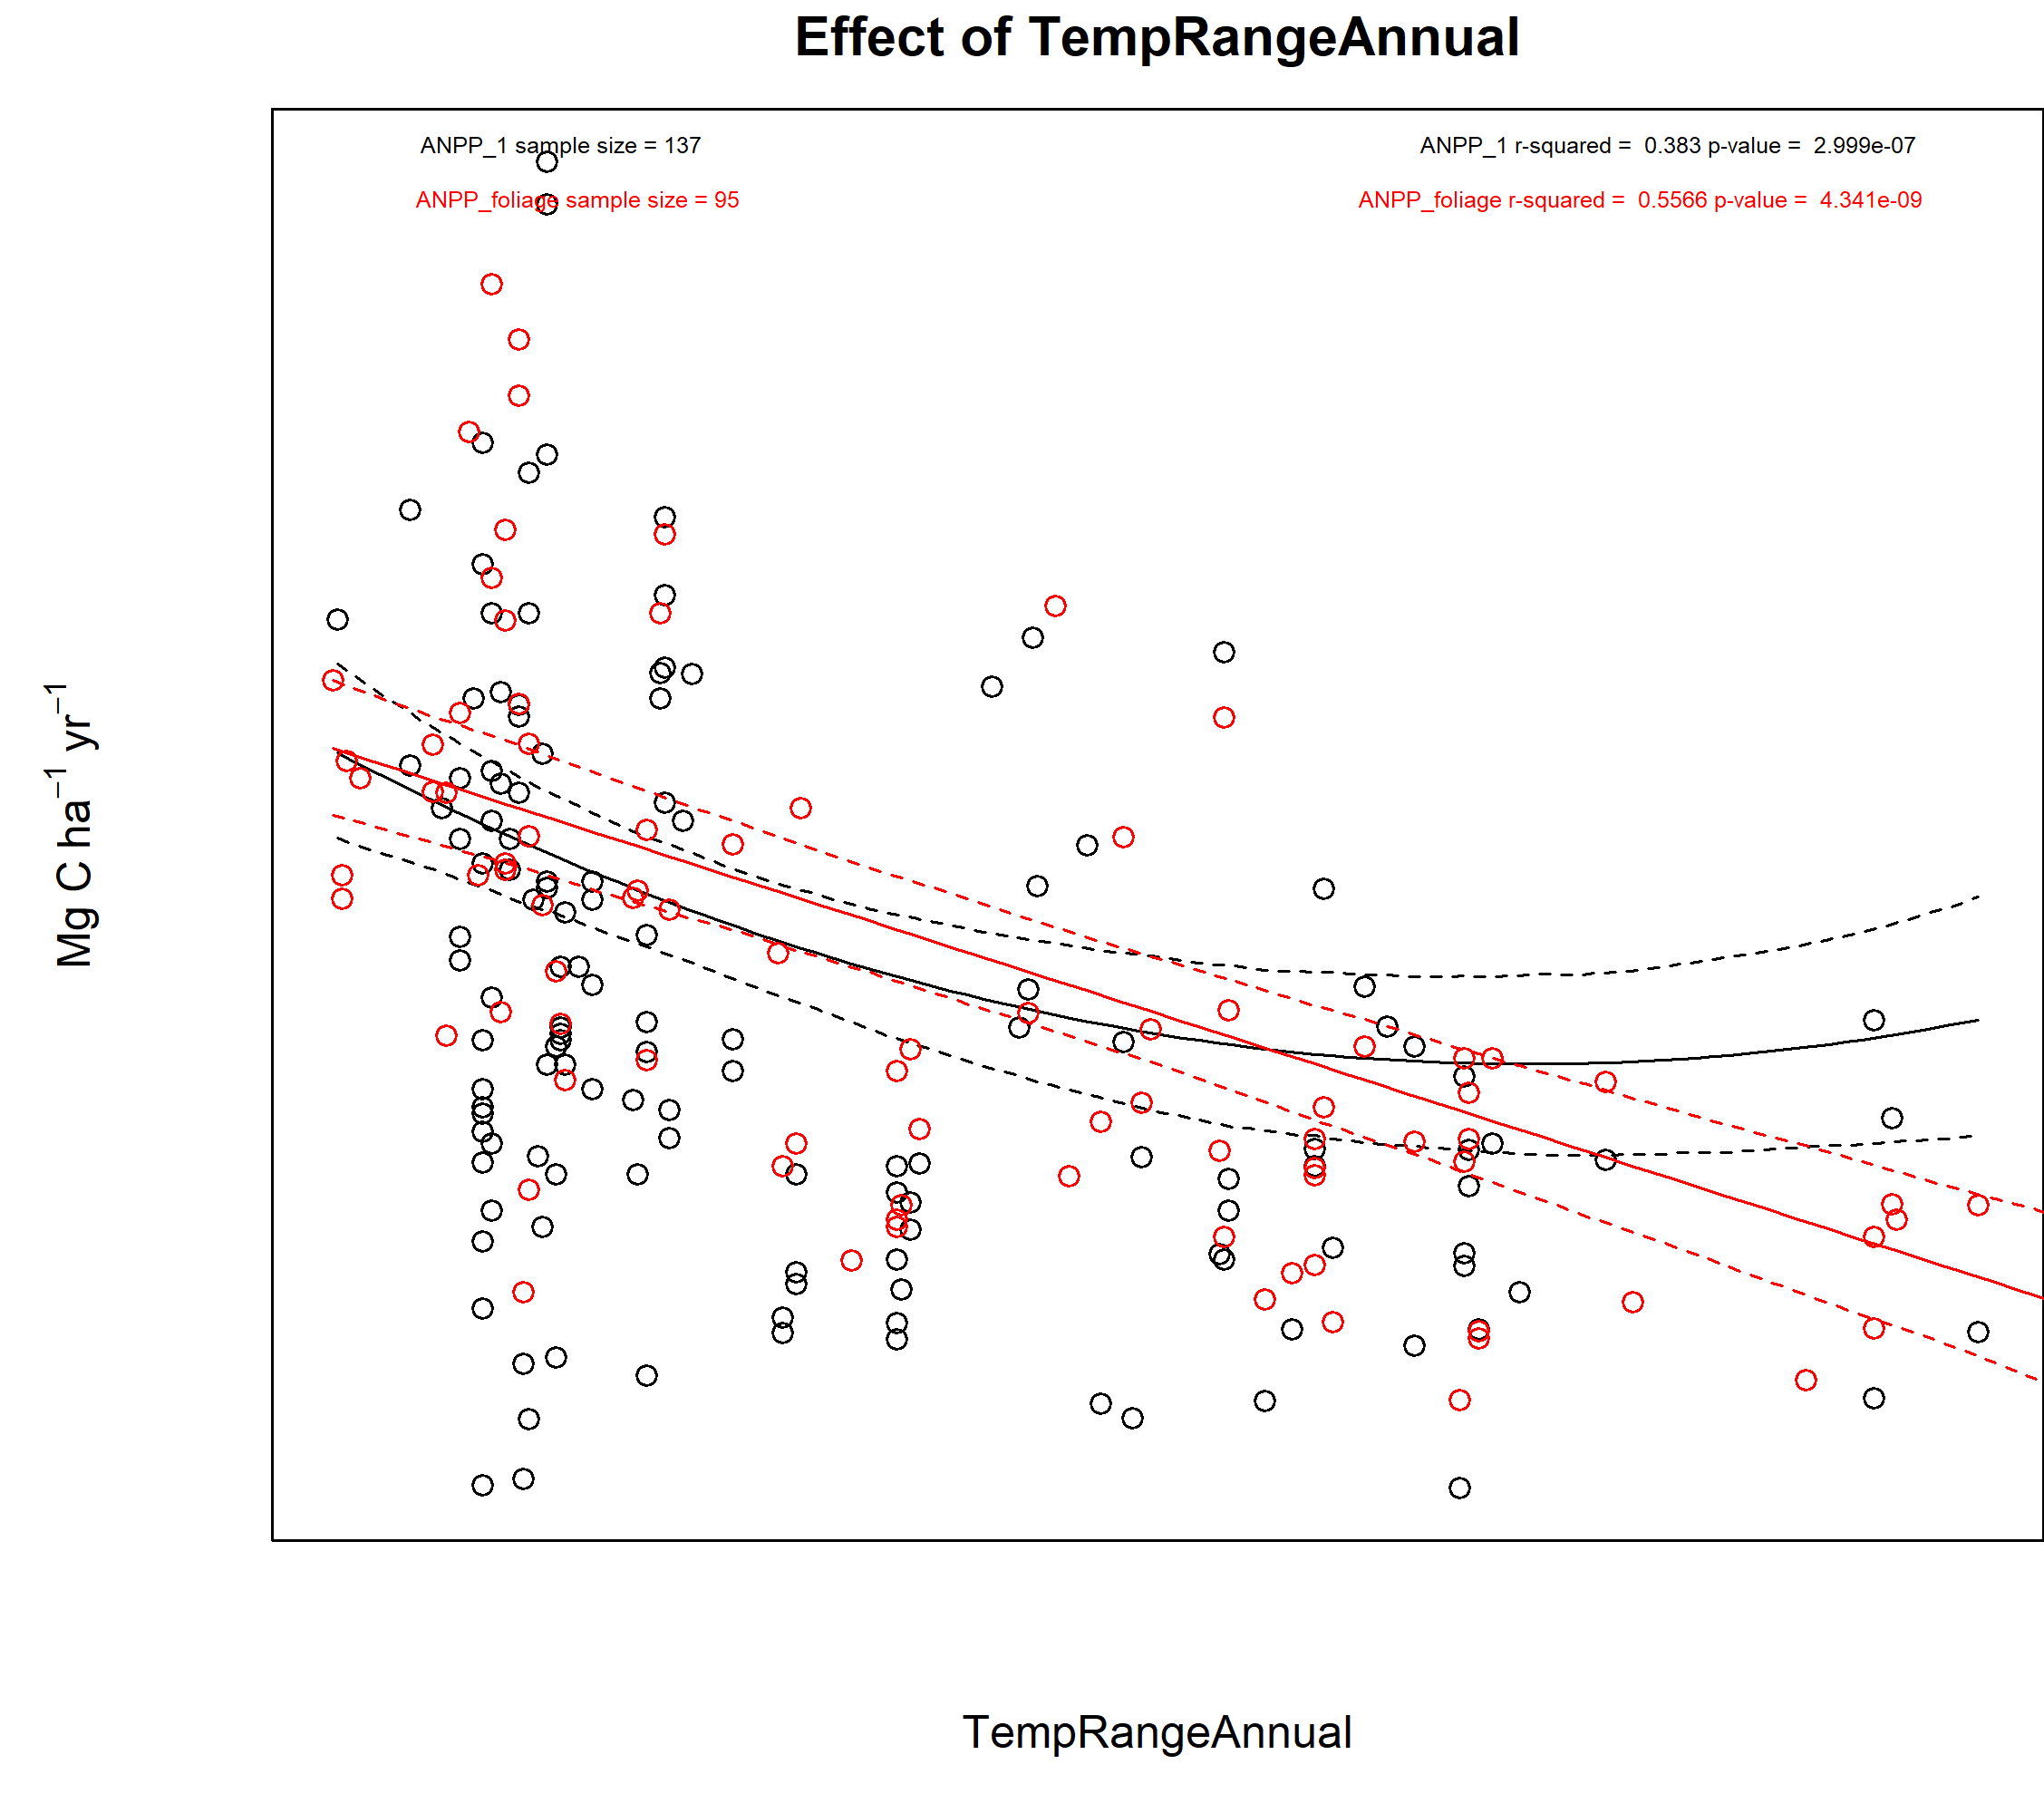 Effect of TempRangeAnnual
ANPP_1 sample size = 137
ANPP_1 r-squared = 0.383 p-value = 2.999e-07
ANPP_foliage sample size = 95
ANPP_foliage r-squared = 0.5566 p-value = 4.341e-09
Mg C ha⁻¹ yr⁻¹
TempRangeAnnual